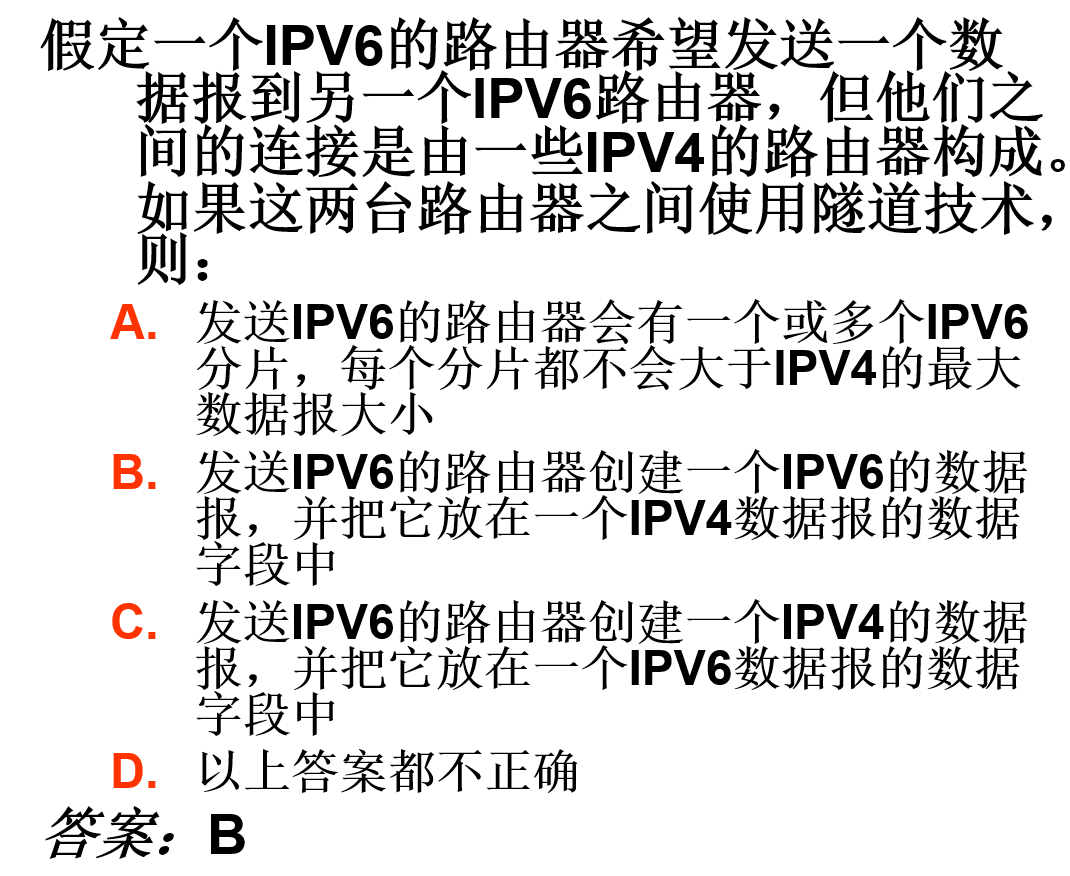 假定一个IPV6的路由器希望发送一个数
据报到另一个IPV6路由器，但他们之
间的连接是由一些IPV4的路由器构成。
如果这两台路由器之间使用隧道技术，
则：
A. 发送IPV6的路由器会有一个或多个IPV6
分片，每个分片都不会大于IPV4的最大
数据报大小
B. 发送IPV6的路由器创建一个IPV6的数据
报，并把它放在一个IPV4数据报的数据
字段中
C. 发送IPV6的路由器创建一个IPV4的数据
报，并把它放在一个IPV6数据报的数据
字段中
D. 以上答案都不正确
答案：B